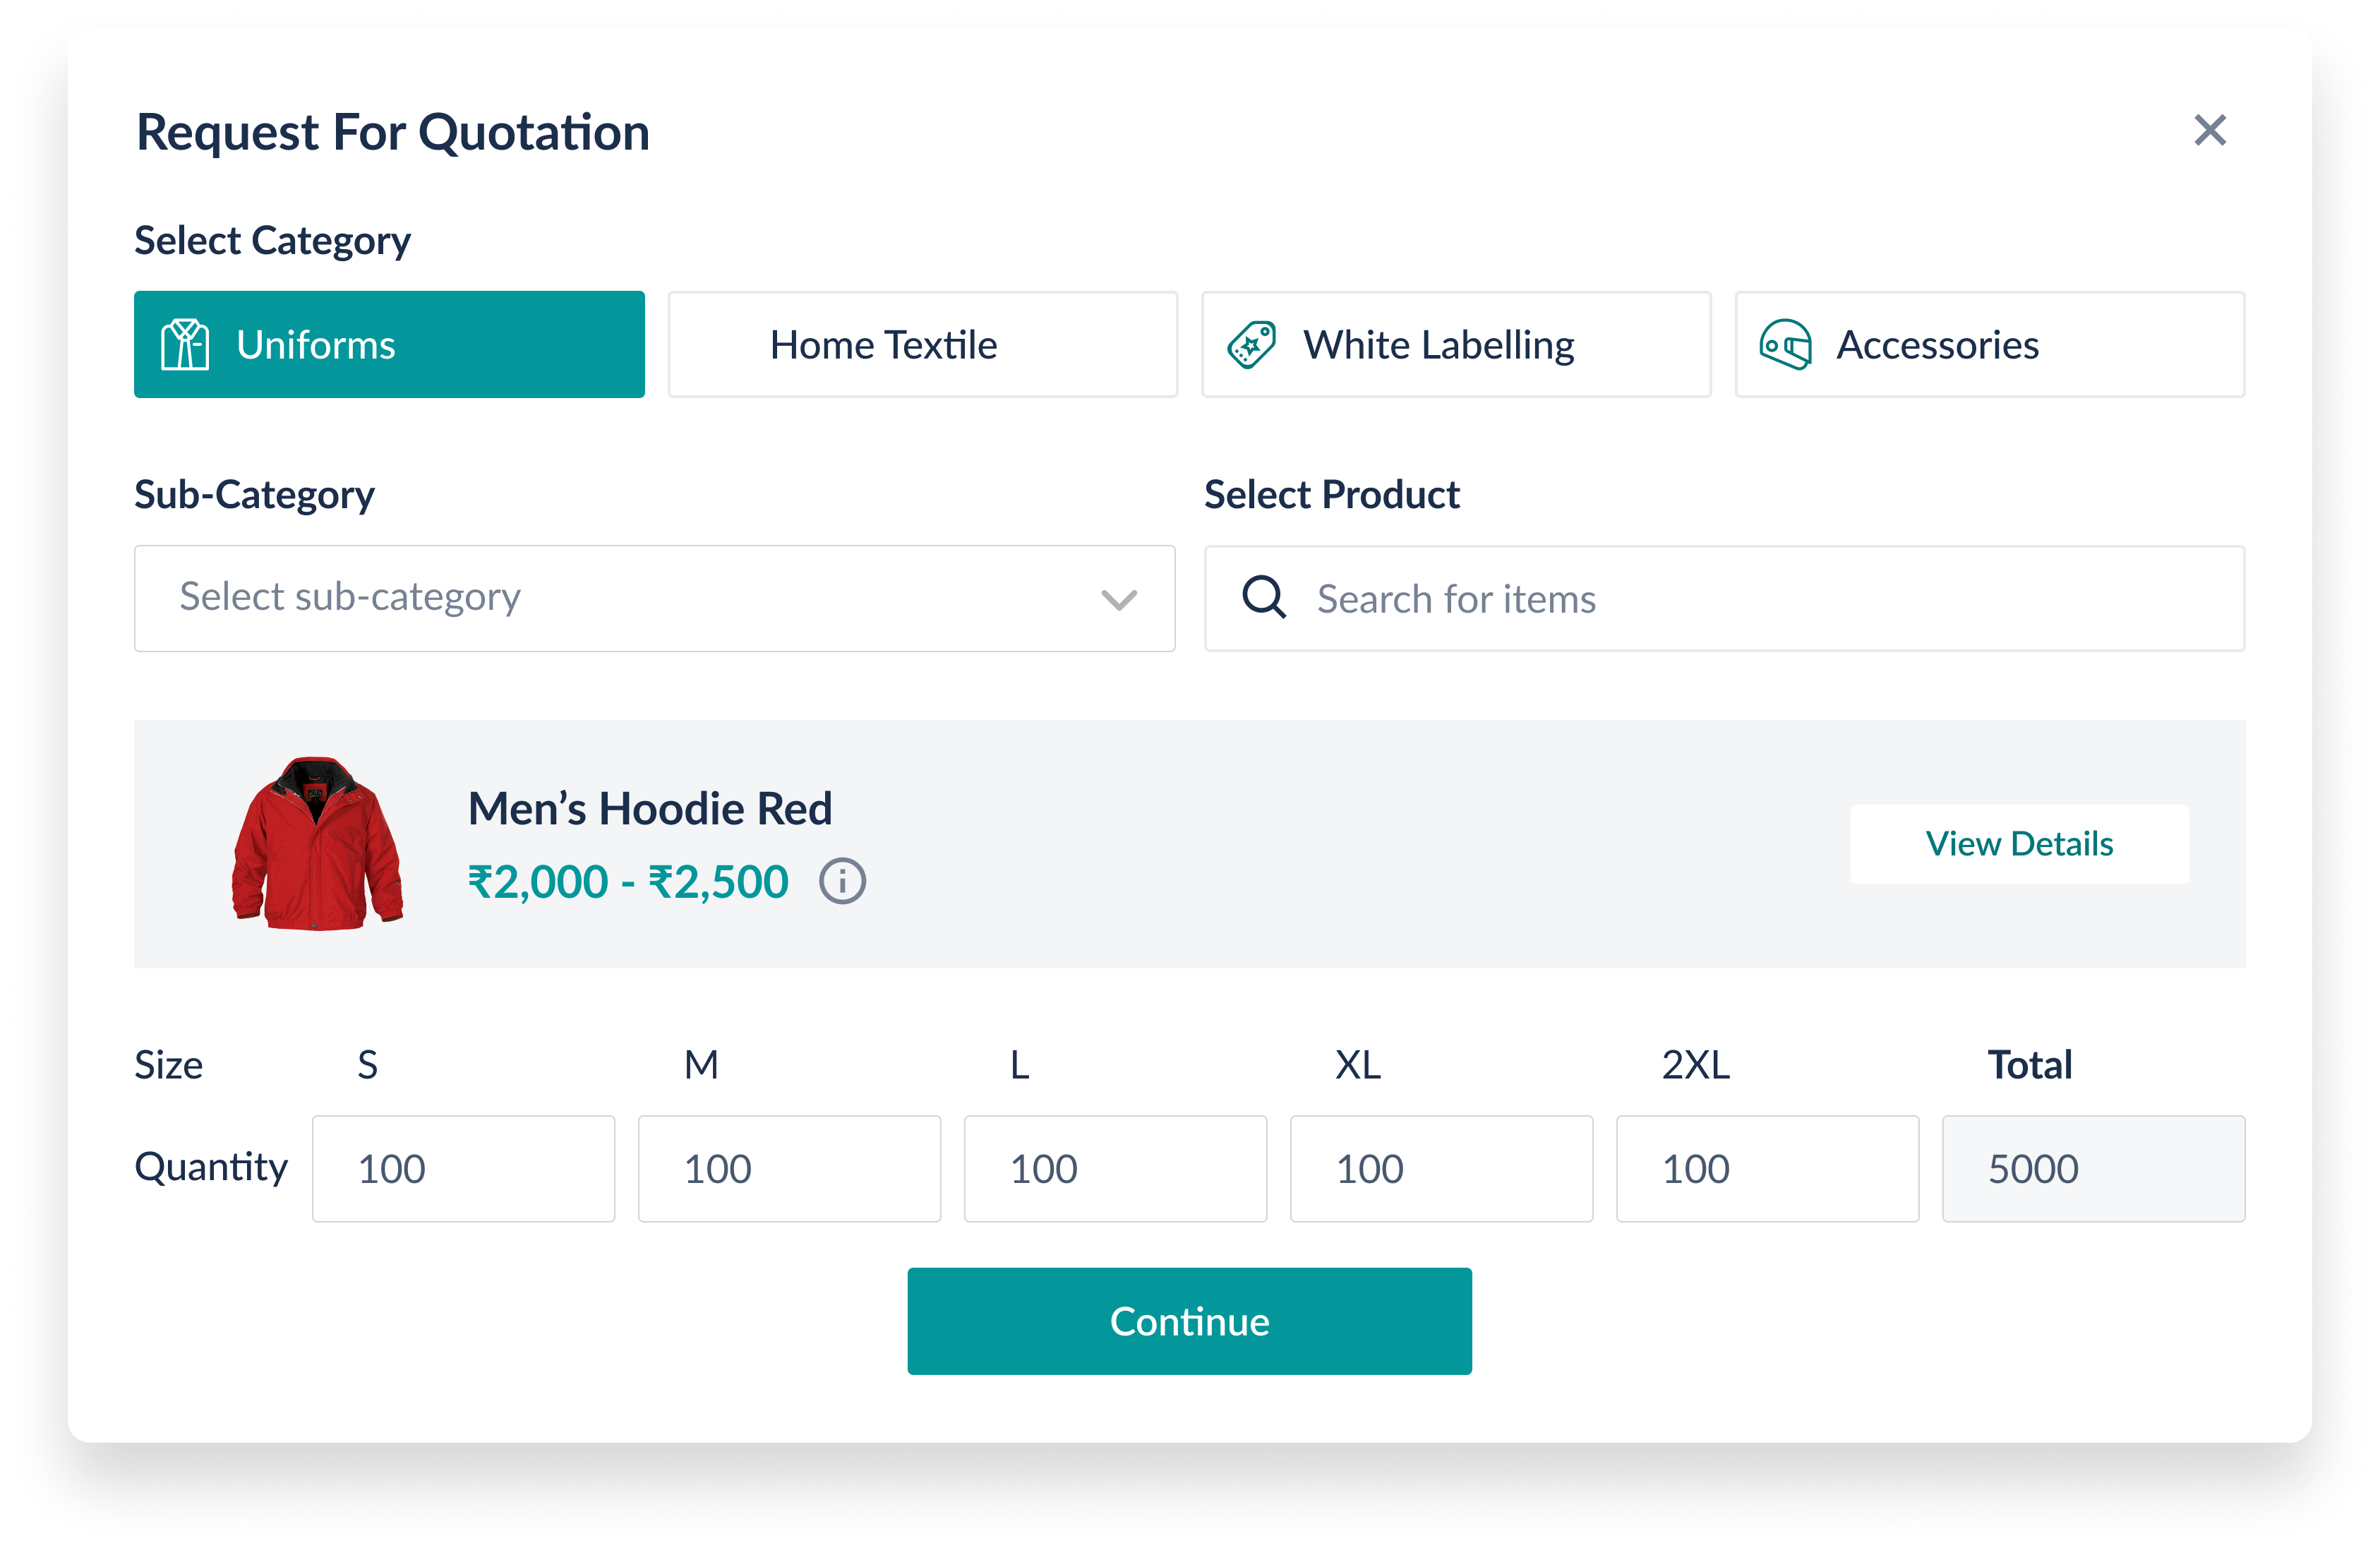 Request For Quotation
Select Category
Uniforms
Home Textile
White Labelling
Accessories
Sub-Category
Select Product
Select sub-category
Search for items
Men’s Hoodie Red
₹2,000 - ₹2,500
View Details
Size S M L XL 2XL Total
Quantity 100 100 100 100 100 5000
Continue